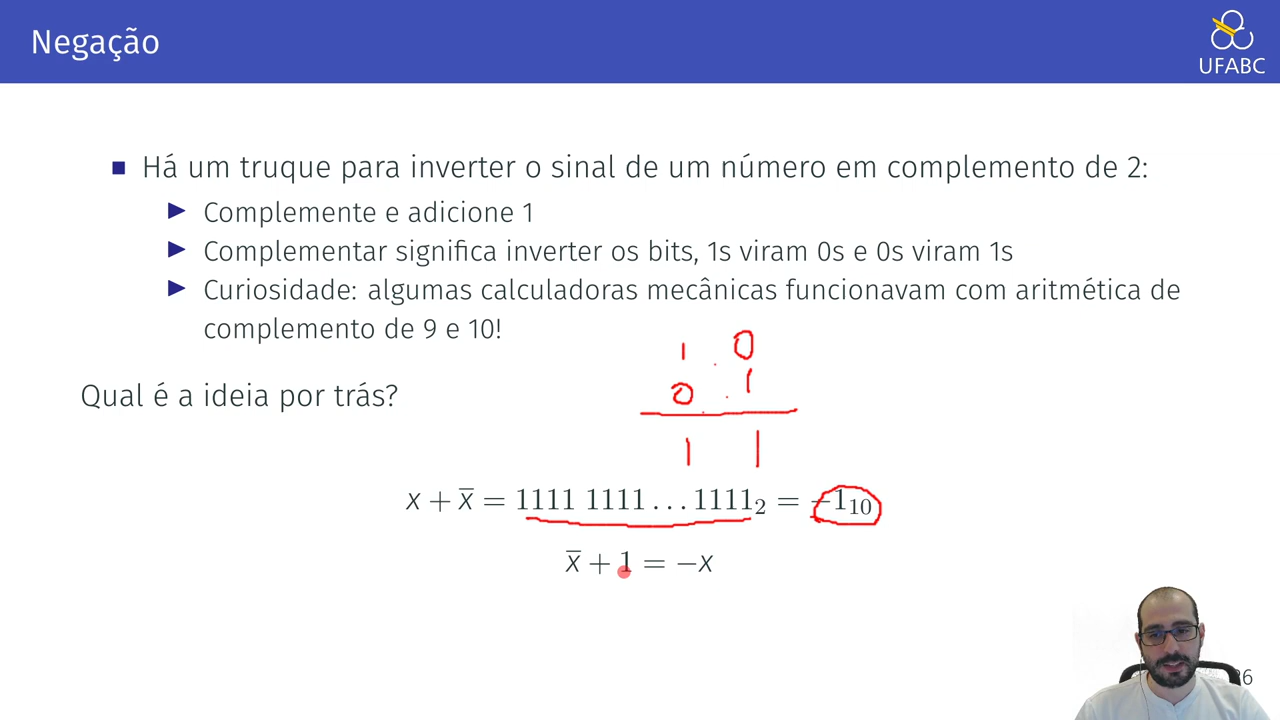 Negação
UFABC
Há um truque para inverter o sinal de um número em complemento de 2:
Complemente e adicione 1
Complementar significa inverter os bits, 1s viram 0s e 0s viram 1s
Curiosidade: algumas calculadoras mecânicas funcionavam com aritmética de
complemento de 9 e 10!
1 0
Qual é a ideia por trás?
0 1
1 1
x + x̅ = 1111 1111 . . . 1111₂ = −1₁₀
x̅ + 1 = −x